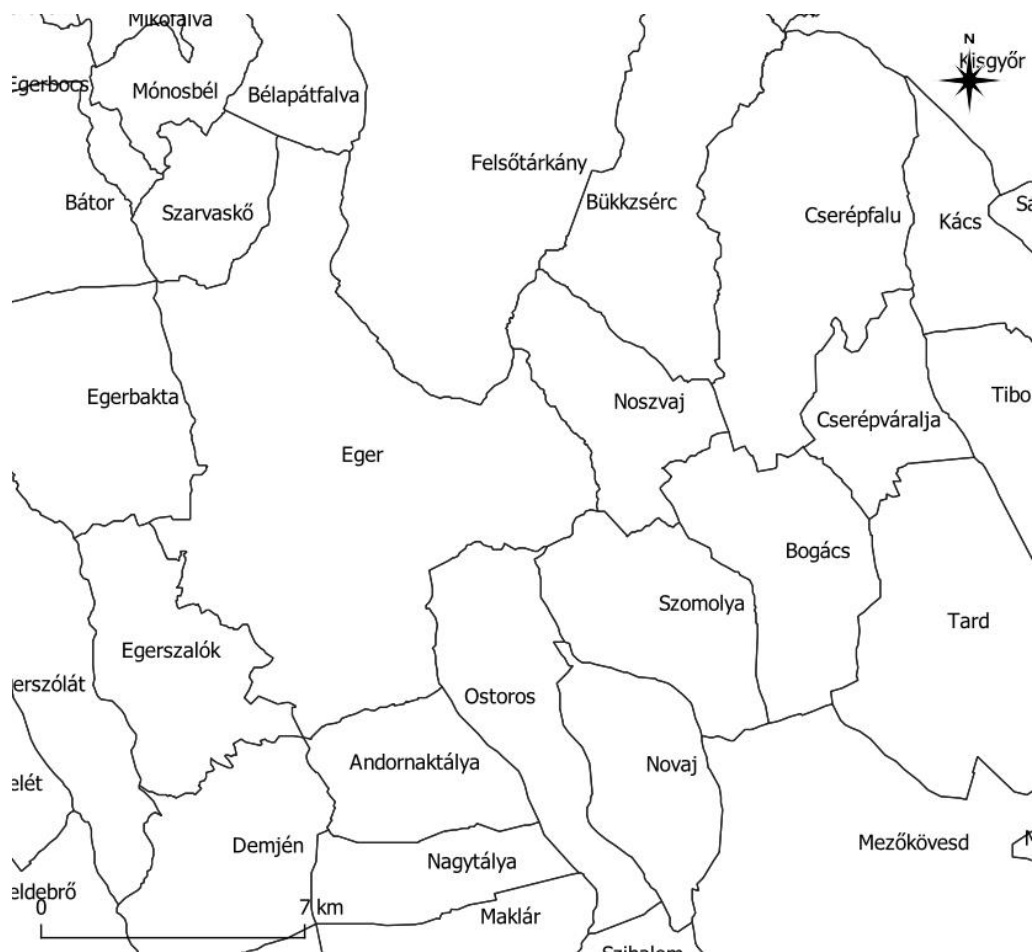 Mikófalva
N
Kisgyőr
Egerbocs
Mónosbél
Bélapátfalva
Felsőtárkány
Bátor
Szarvaskő
Bükkzsérc
Cserépfalu
Kács
Sá
Egerbakta
Noszvaj
Tibo
Cserépváralja
Eger
Bogács
Szomolya
Tard
Egerszalók
erszólát
Ostoros
Andornaktálya
Novaj
elét
Demjén
Mezőkövesd
Nagytálya
eldebrő
0 7 km
Maklár
Szihalom